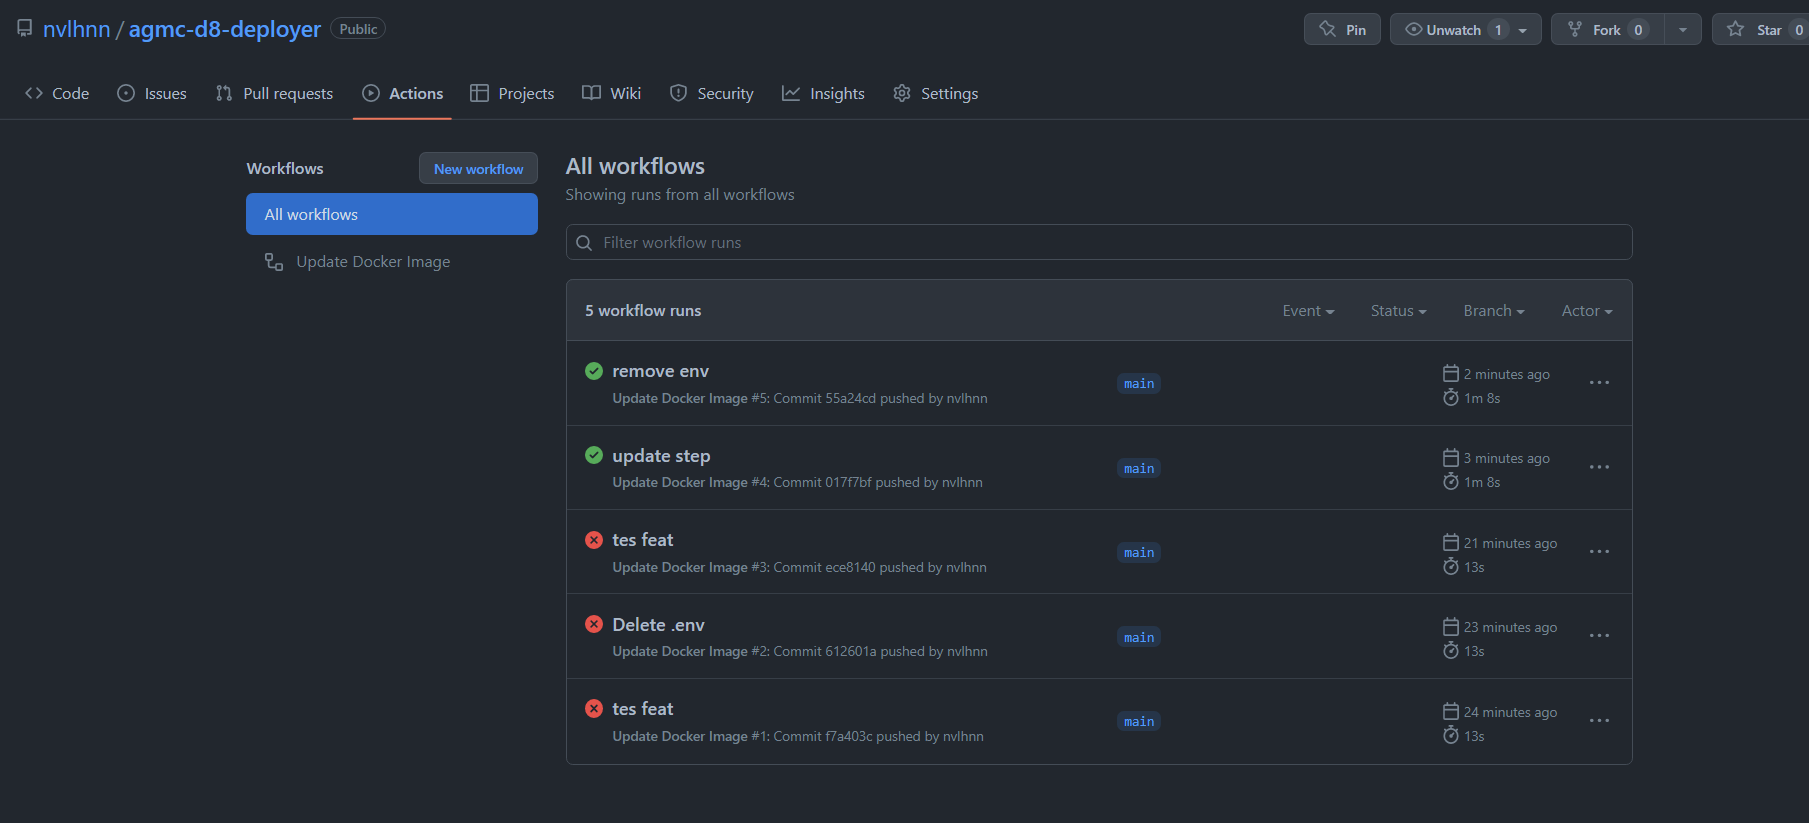 nvlhnn / agmc-d8-deployer Public Pin Unwatch 1 Fork 0 Star 0
Code Issues Pull requests Actions Projects Wiki Security Insights Settings
Workflows New workflow
All workflows
Update Docker Image
All workflows
Showing runs from all workflows
Filter workflow runs
5 workflow runs Event Status Branch Actor
remove env
Update Docker Image #5: Commit 55a24cd pushed by nvlhnn
main
2 minutes ago
1m 8s
update step
Update Docker Image #4: Commit 017f7bf pushed by nvlhnn
main
3 minutes ago
1m 8s
tes feat
Update Docker Image #3: Commit ece8140 pushed by nvlhnn
main
21 minutes ago
13s
Delete .env
Update Docker Image #2: Commit 612601a pushed by nvlhnn
main
23 minutes ago
13s
tes feat
Update Docker Image #1: Commit f7a403c pushed by nvlhnn
main
24 minutes ago
13s